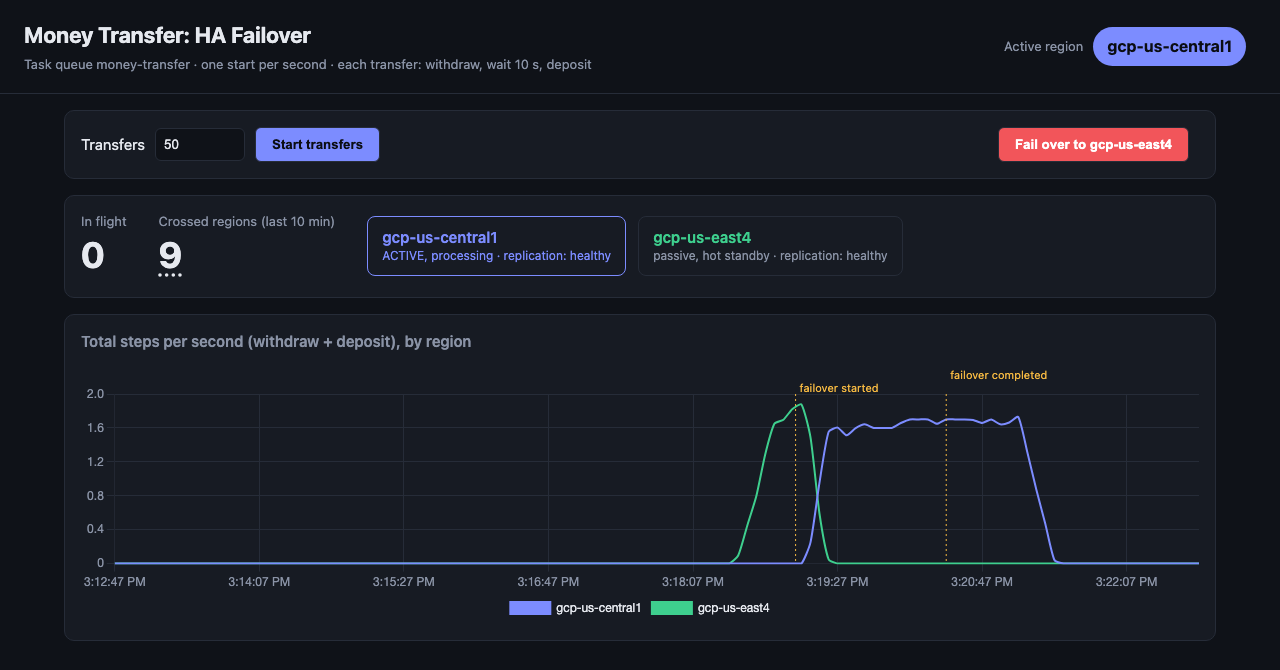 Money Transfer: HA Failover
Task queue money-transfer · one start per second · each transfer: withdraw, wait 10 s, deposit
Active region
gcp-us-central1
Transfers
50
Start transfers
Fail over to gcp-us-east4
In flight
0
Crossed regions (last 10 min)
9
gcp-us-central1
ACTIVE, processing · replication: healthy
gcp-us-east4
passive, hot standby · replication: healthy
Total steps per second (withdraw + deposit), by region
failover started
failover completed
2.0
1.6
1.2
0.8
0.4
0
3:12:47 PM
3:14:07 PM
3:15:27 PM
3:16:47 PM
3:18:07 PM
3:19:27 PM
3:20:47 PM
3:22:07 PM
gcp-us-central1
gcp-us-east4